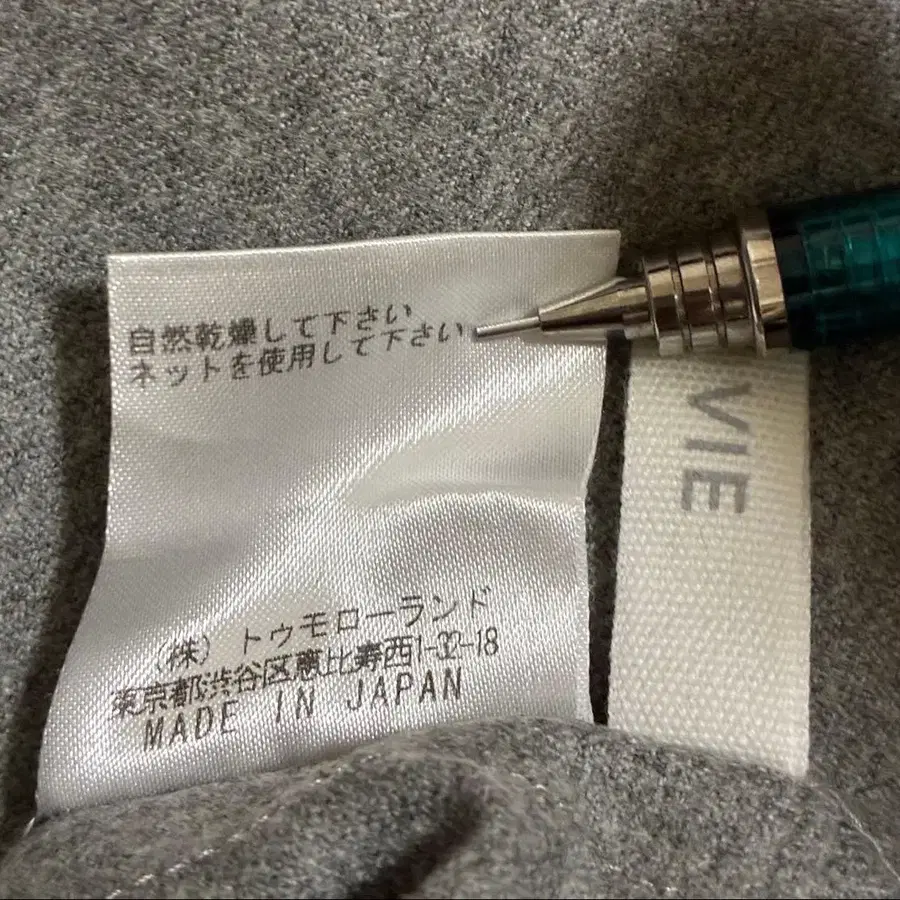 自然乾燥して下さい
ネットを使用して下さい
VIE
(株) トゥモローランド
東京都渋谷区恵比寿西1-32-18
MADE IN JAPAN